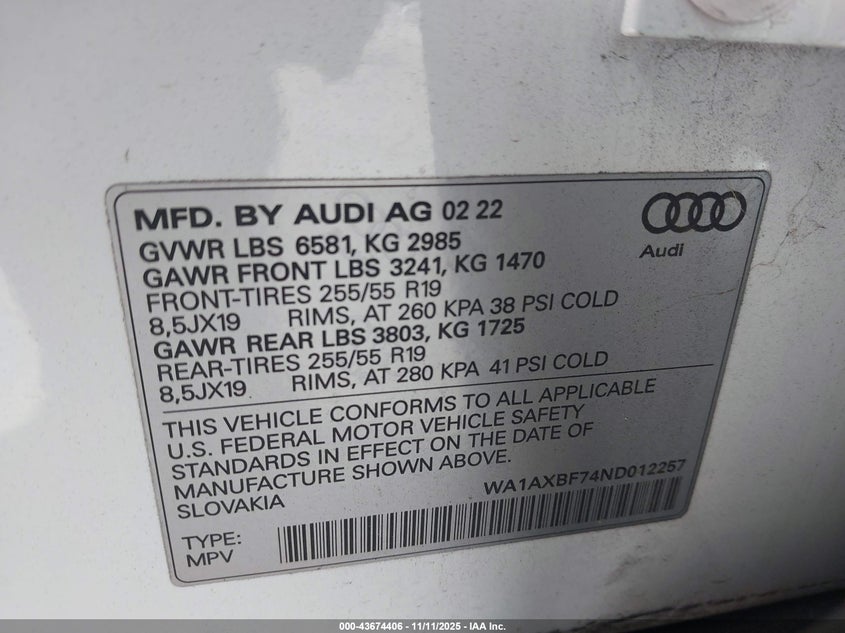 MFD. BY AUDI AG 02 22
Audi
GVWR LBS 6581, KG 2985
GAWR FRONT LBS 3241, KG 1470
FRONT-TIRES 255/55 R19
8,5JX19 RIMS, AT 260 KPA 38 PSI COLD
GAWR REAR LBS 3803, KG 1725
REAR-TIRES 255/55 R19
8,5JX19 RIMS, AT 280 KPA 41 PSI COLD
THIS VEHICLE CONFORMS TO ALL APPLICABLE
U.S. FEDERAL MOTOR VEHICLE SAFETY
STANDARDS IN EFFECT ON THE DATE OF
MANUFACTURE SHOWN ABOVE.
SLOVAKIA
WA1AXBF74ND012257
TYPE:
MPV
000-43674406 - 11/11/2025 - IAA Inc.